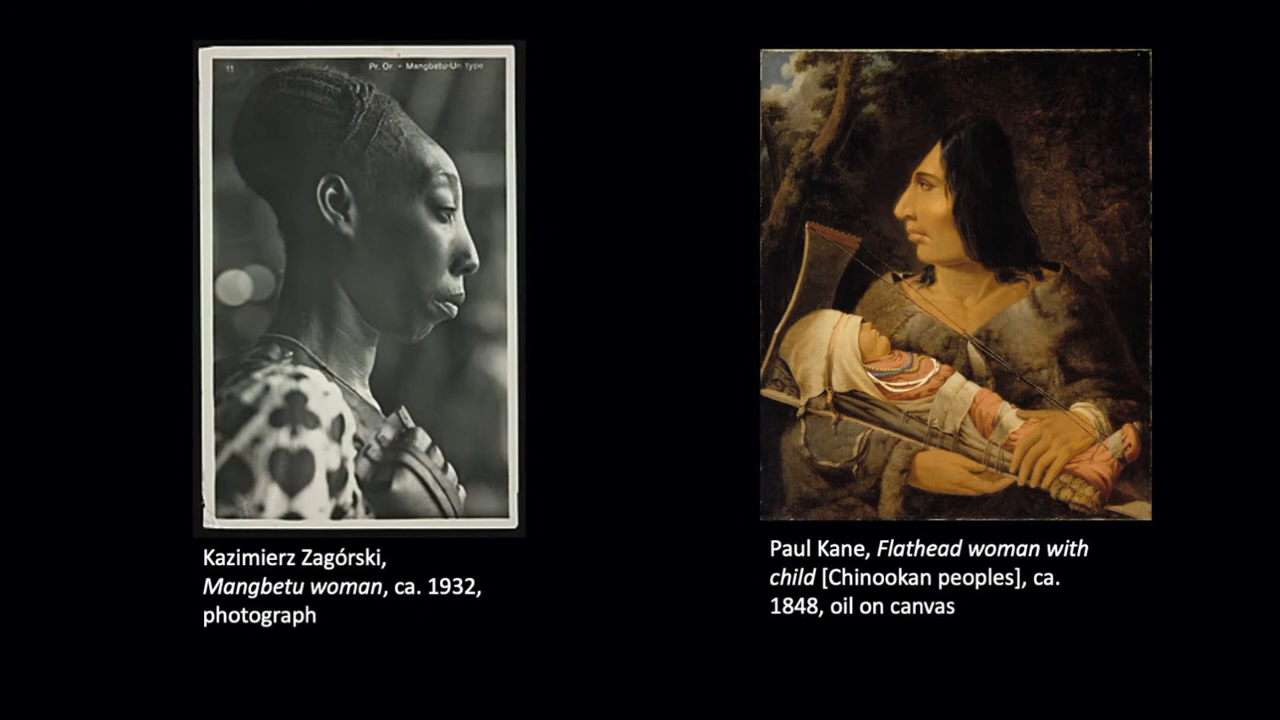 11
Pr. Or. - Mangbetu-Un type
Kazimierz Zagórski,
Mangbetu woman, ca. 1932,
photograph
Paul Kane, Flathead woman with
child [Chinookan peoples], ca.
1848, oil on canvas